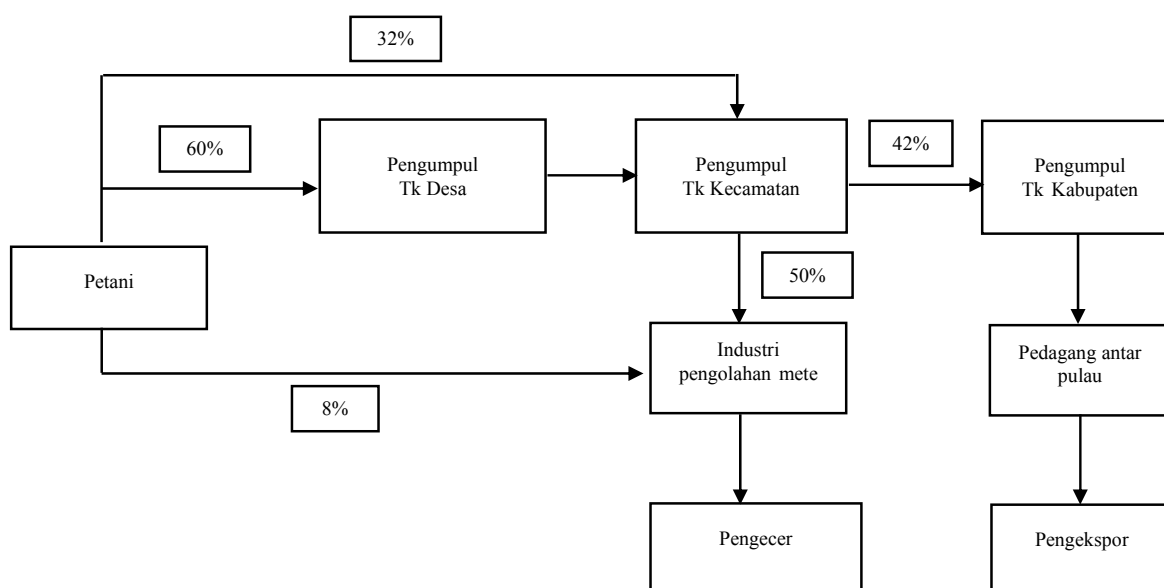 32%
60%
Pengumpul
Tk Desa
Pengumpul
Tk Kecamatan
42%
Pengumpul
Tk Kabupaten
Petani
50%
Industri
pengolahan mete
Pedagang antar
pulau
8%
Pengecer
Pengekspor